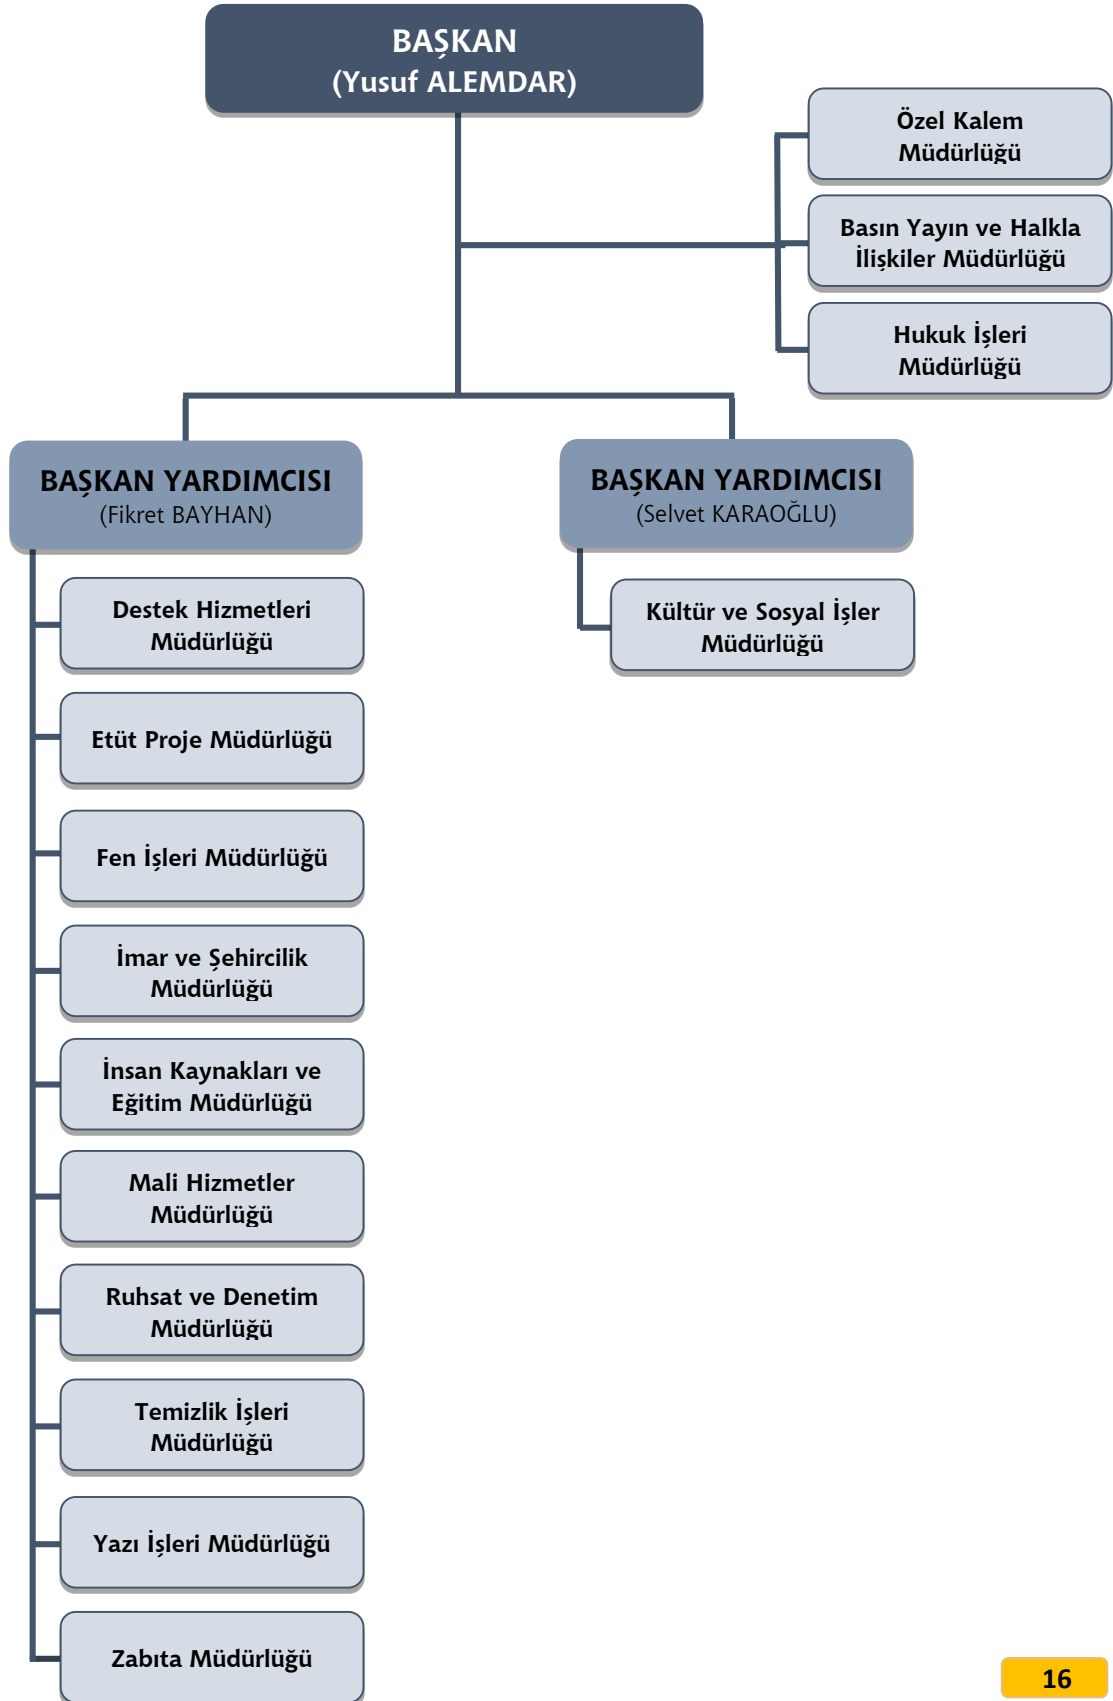 BAŞKAN
(Yusuf ALEMDAR)
Özel Kalem
Müdürlüğü
Basın Yayın ve Halkla
İlişkiler Müdürlüğü
Hukuk İşleri
Müdürlüğü
BAŞKAN YARDIMCISI
(Fikret BAYHAN)
Destek Hizmetleri
Müdürlüğü
Etüt Proje Müdürlüğü
Fen İşleri Müdürlüğü
İmar ve Şehircilik
Müdürlüğü
İnsan Kaynakları ve
Eğitim Müdürlüğü
Mali Hizmetler
Müdürlüğü
Ruhsat ve Denetim
Müdürlüğü
Temizlik İşleri
Müdürlüğü
Yazı İşleri Müdürlüğü
Zabıta Müdürlüğü
BAŞKAN YARDIMCISI
(Selvet KARAOĞLU)
Kültür ve Sosyal İşler
Müdürlüğü
16